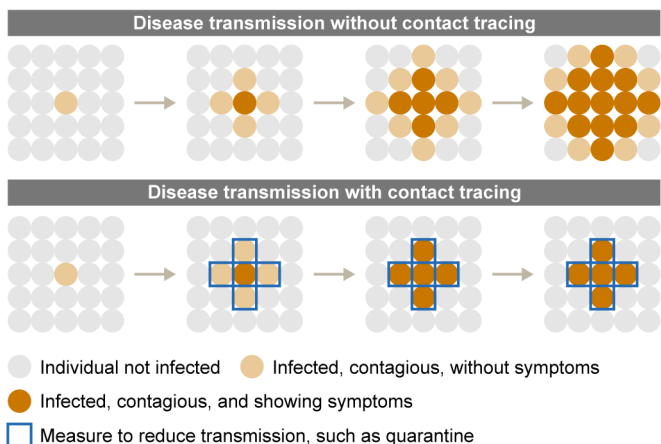 Disease transmission without contact tracing
Disease transmission with contact tracing
Individual not infected
Infected, contagious, without symptoms
Infected, contagious, and showing symptoms
Measure to reduce transmission, such as quarantine